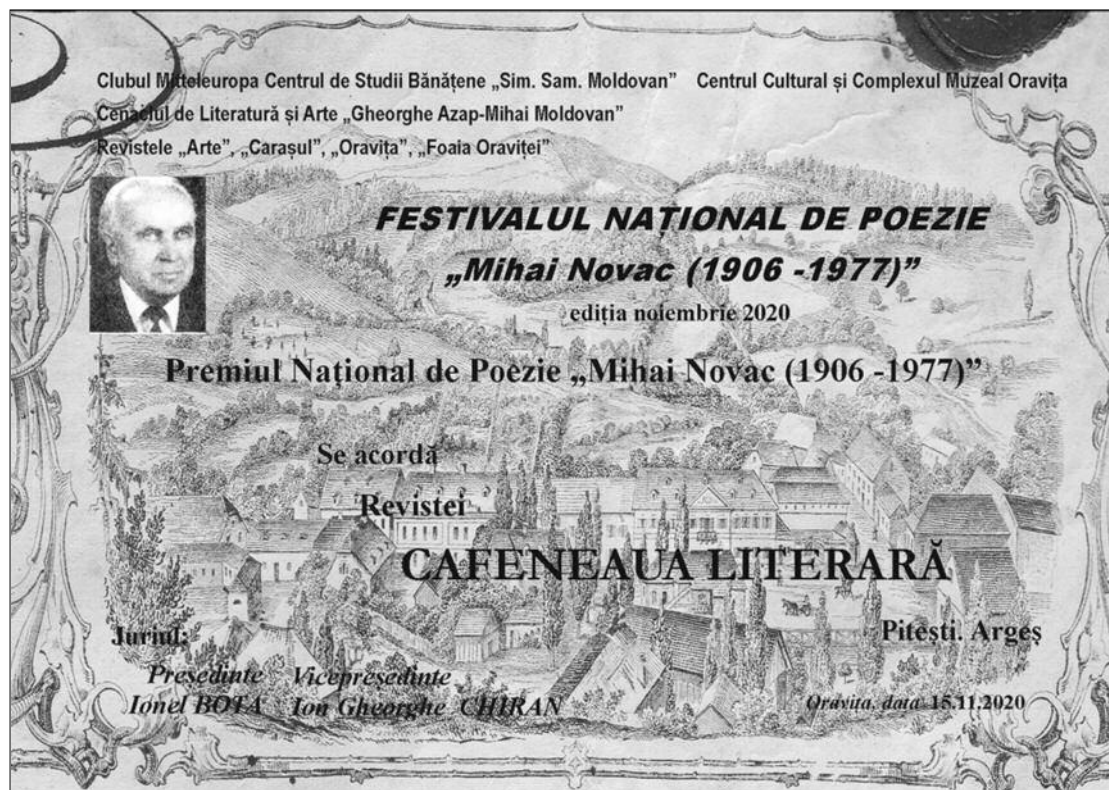 Clubul Mitteleuropa Centrul de Studii Bănățene „Sim. Sam. Moldovan” Centrul Cultural și Complexul Muzeal Oravița
Cenaclul de Literatură și Arte „Gheorghe Azap-Mihai Moldovan”
Revistele „Arte”, „Carașul”, „Oravița”, „Foaia Oraviței”
FESTIVALUL NAȚIONAL DE POEZIE
„Mihai Novac (1906 -1977)”
ediția noiembrie 2020
Premiul Național de Poezie „Mihai Novac (1906 -1977)”
Se acordă
Revistei
CAFENEAUA LITERARĂ
Juriul:
Pitești. Argeș
Președinte Vicepreședinte
Ionel BOTA Ion Gheorghe CHIRAN
Oravița, data 15.11.2020